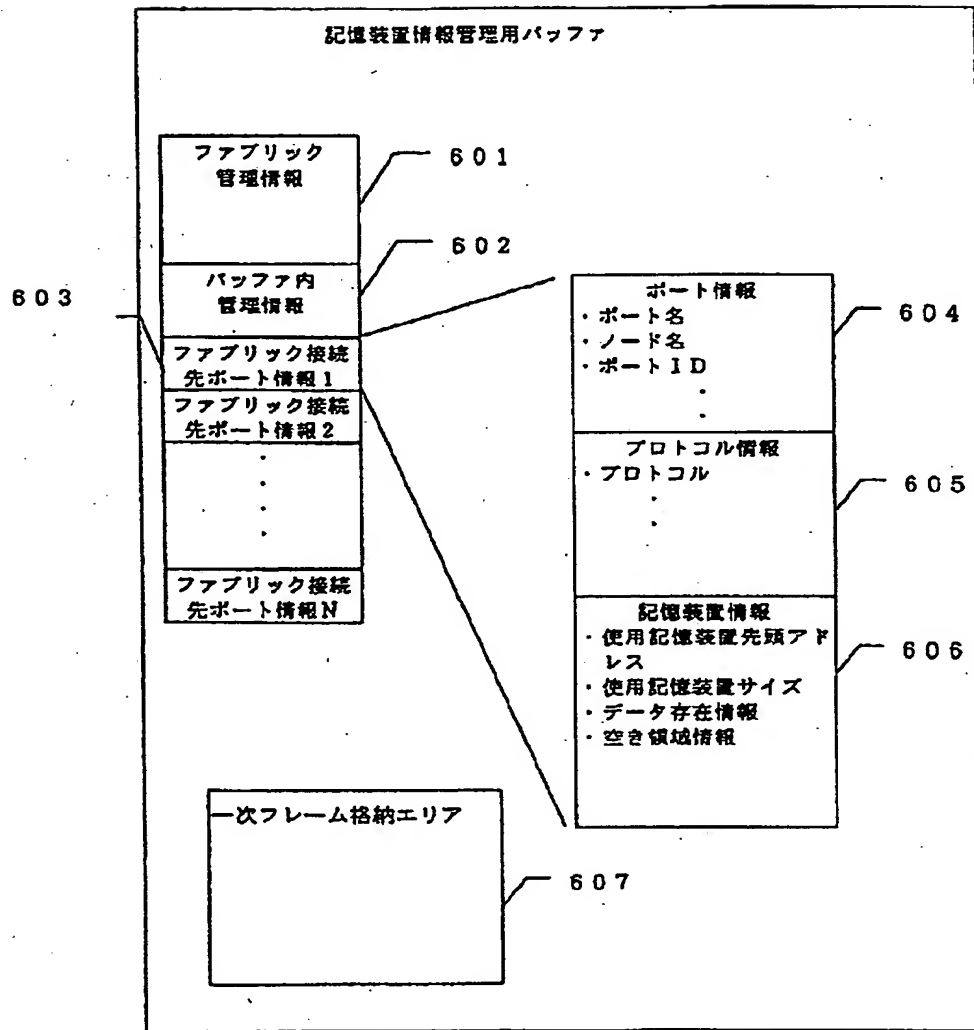 記憶装置情報管理用バッファ
ファブリック
管理情報
601
バッファ内
管理情報
602
603
ファブリック接続
先ポート情報1
ファブリック接続
先ポート情報2
ファブリック接続
先ポート情報N
ポート情報
・ポート名
・ノード名
・ポートID
604
プロトコル情報
・プロトコル
605
記憶装置情報
・使用記憶装置先頭アド
レス
・使用記憶装置サイズ
・データ存在情報
・空き領域情報
606
一次フレーム格納エリア
607